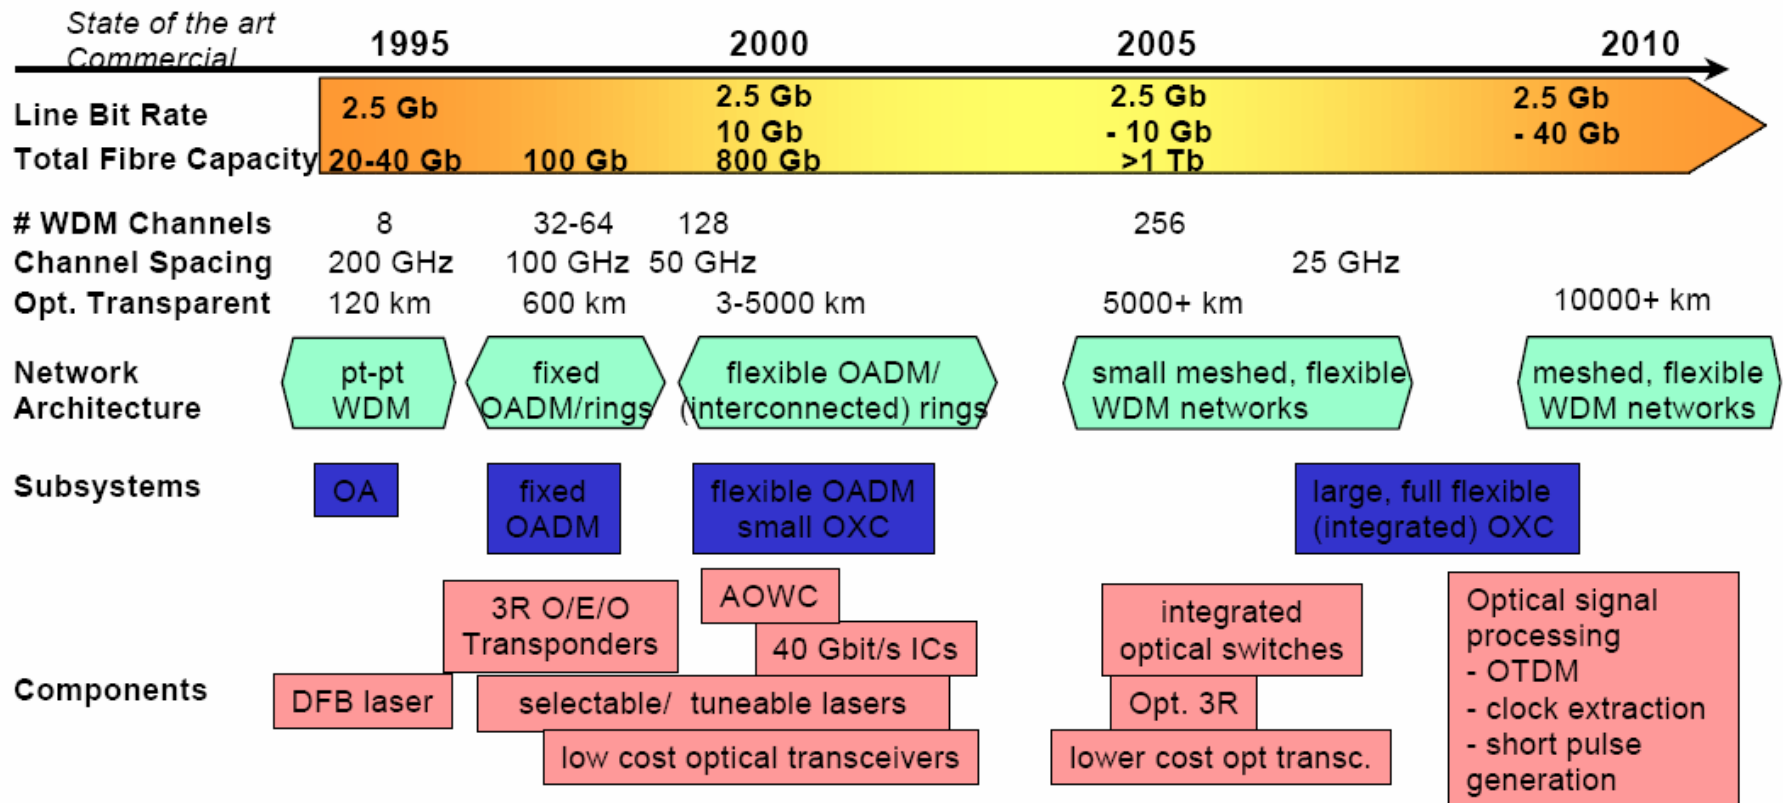 State of the art
Commercial
1995 2000 2005 2010
Line Bit Rate
2.5 Gb
2.5 Gb
10 Gb
2.5 Gb
- 10 Gb
2.5 Gb
- 40 Gb
Total Fibre Capacity 20-40 Gb 100 Gb 800 Gb >1 Tb
# WDM Channels 8 32-64 128 256
Channel Spacing 200 GHz 100 GHz 50 GHz 25 GHz
Opt. Transparent 120 km 600 km 3-5000 km 5000+ km 10000+ km
Network
Architecture
pt-pt
WDM
fixed
OADM/rings
flexible OADM/
(interconnected) rings
small meshed, flexible
WDM networks
meshed, flexible
WDM networks
Subsystems
OA
fixed
OADM
flexible OADM
small OXC
large, full flexible
(integrated) OXC
Components
DFB laser
3R O/E/O
Transponders
AOWC
40 Gbit/s ICs
selectable/ tuneable lasers
low cost optical transceivers
integrated
optical switches
Opt. 3R
lower cost opt transc.
Optical signal
processing
- OTDM
- clock extraction
- short pulse
generation